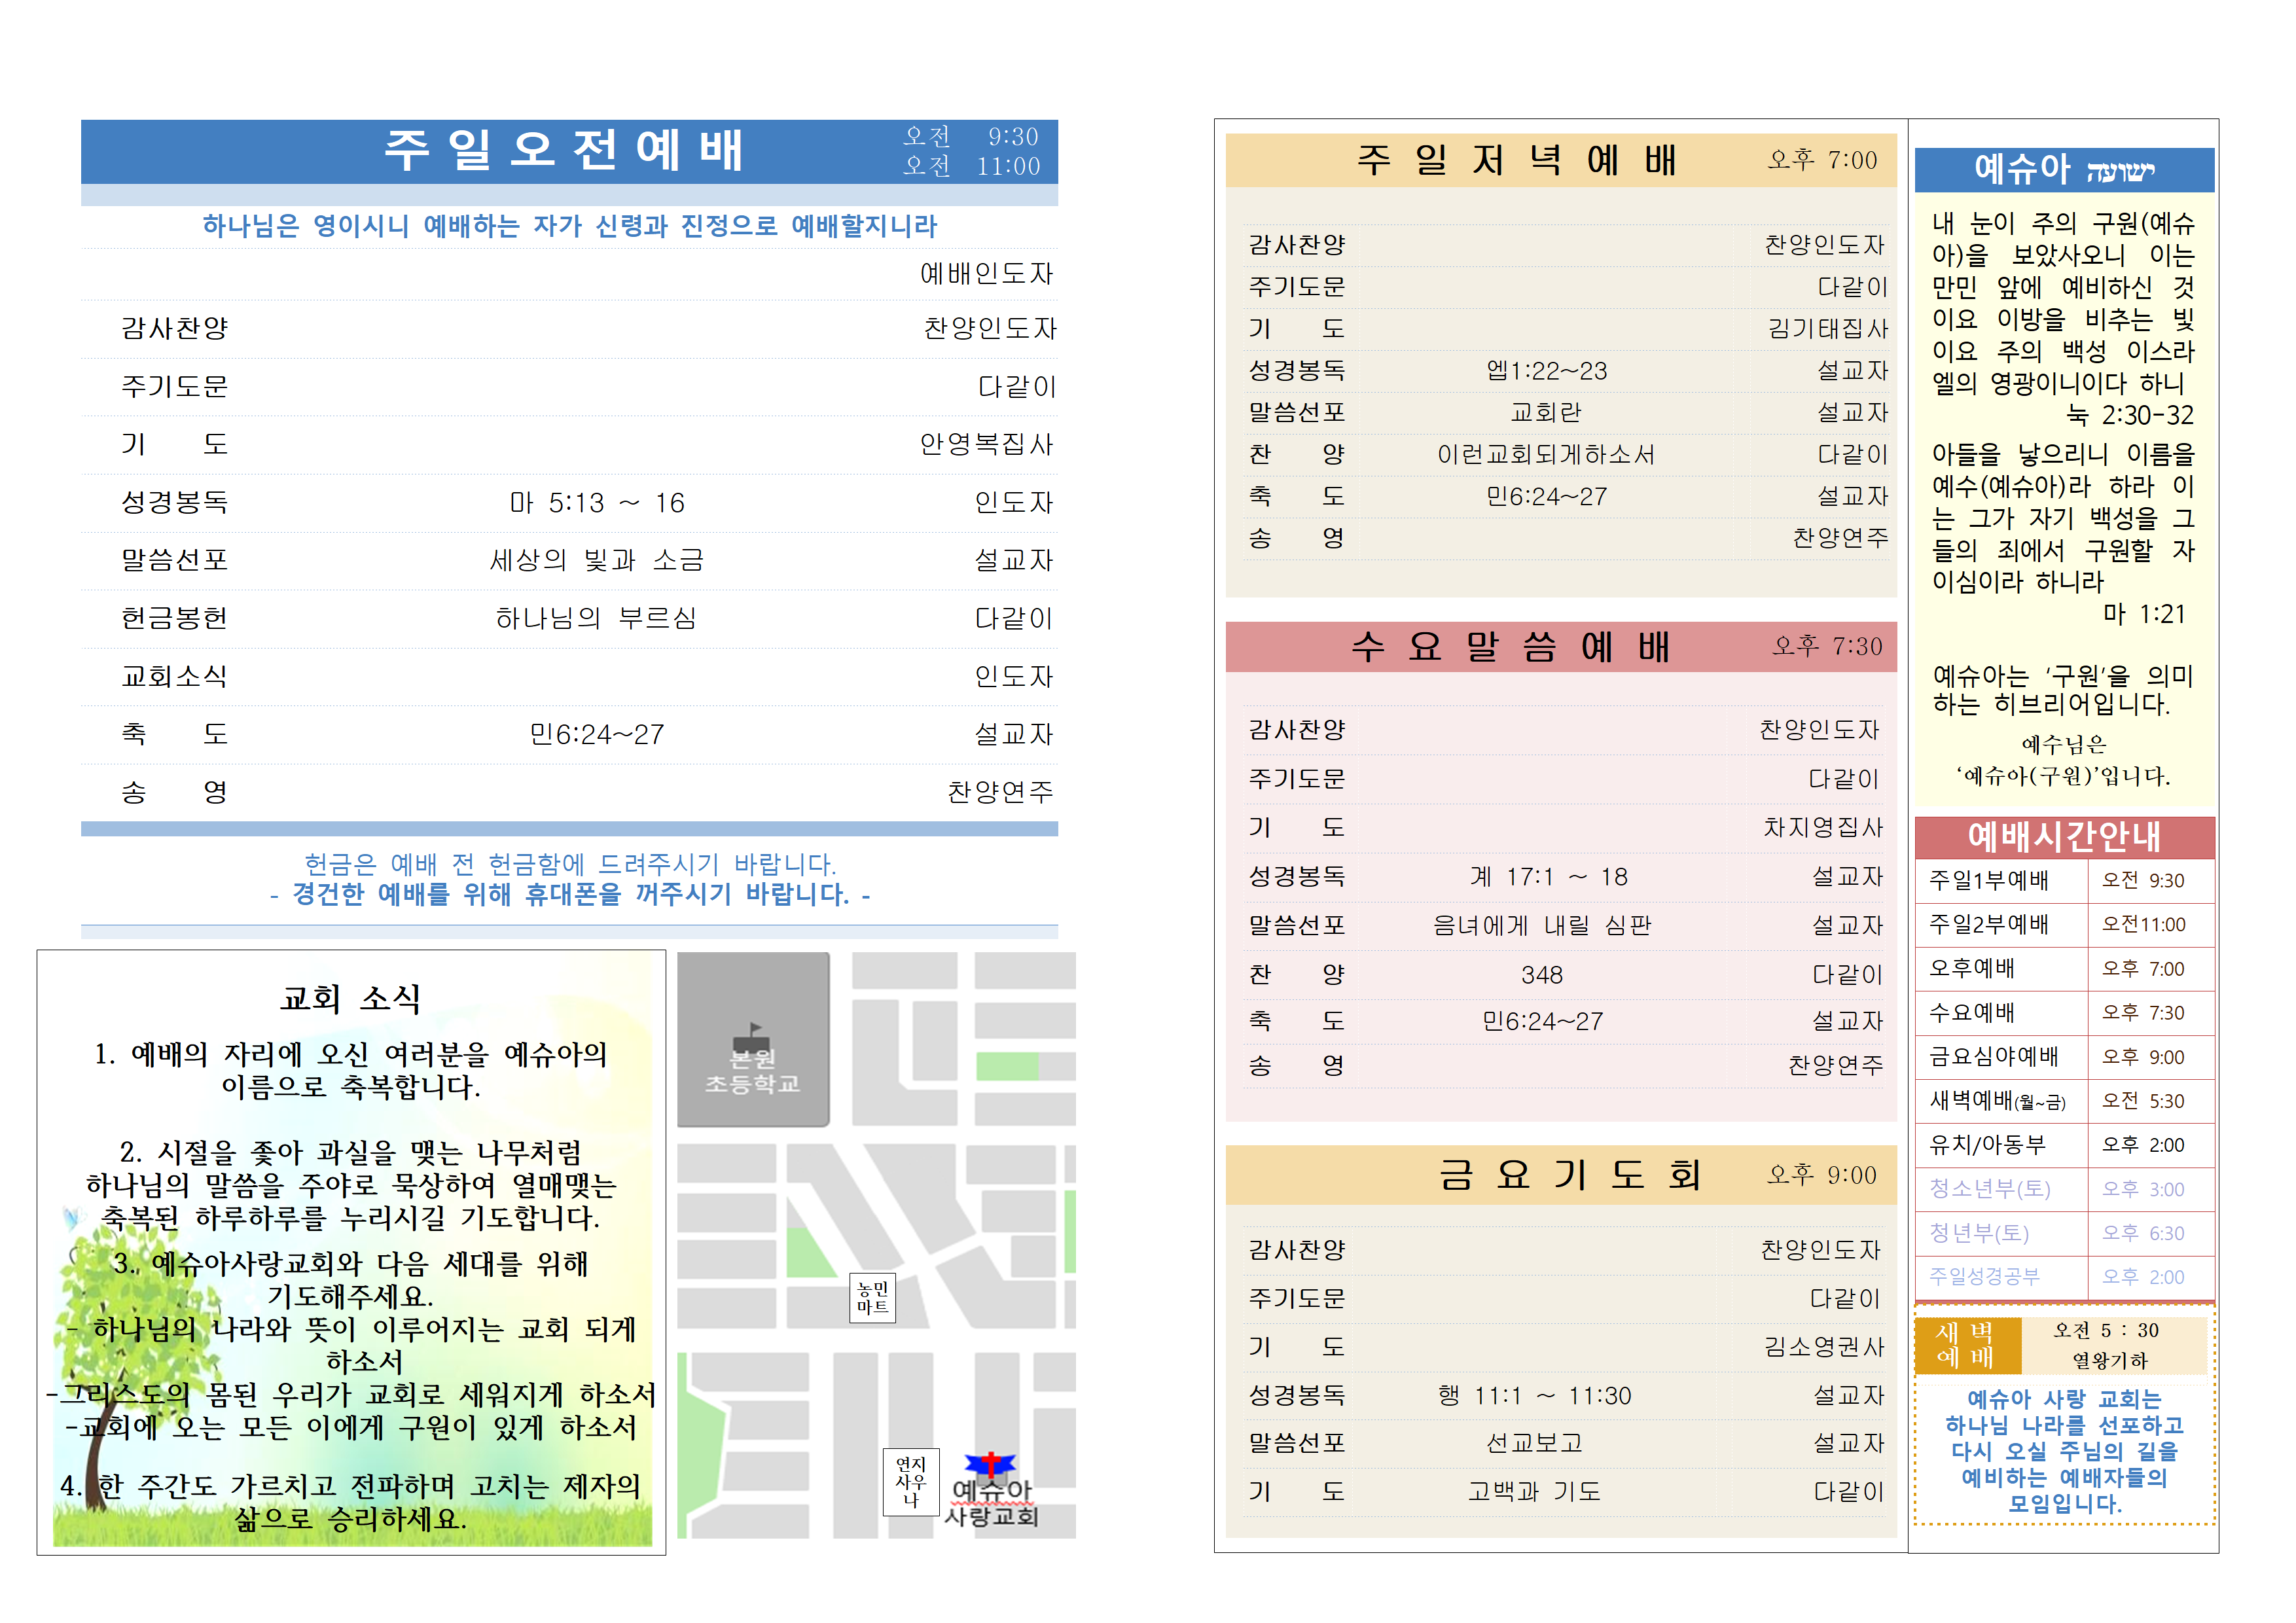 주일오전예배
오전 9:30
오전 11:00
하나님은 영이시니 예배하는 자가 신령과 진정으로 예배할지니라
예배인도자
감사찬양 찬양인도자
주기도문 다같이
기 도 안영복집사
성경봉독 마 5:13 ~ 16 인도자
말씀선포 세상의 빛과 소금 설교자
헌금봉헌 하나님의 부르심 다같이
교회소식 인도자
축 도 민6:24~27 설교자
송 영 찬양연주
헌금은 예배 전 헌금함에 드려주시기 바랍니다.
- 경건한 예배를 위해 휴대폰을 꺼주시기 바랍니다. -
교회 소식
1. 예배의 자리에 오신 여러분을 예슈아의
이름으로 축복합니다.
2. 시절을 좇아 과실을 맺는 나무처럼
하나님의 말씀을 주야로 묵상하여 열매맺는
축복된 하루하루를 누리시길 기도합니다.
3. 예슈아사랑교회와 다음 세대를 위해
기도해주세요.
- 하나님의 나라와 뜻이 이루어지는 교회 되게
하소서
-그리스도의 몸된 우리가 교회로 세워지게 하소서
-교회에 오는 모든 이에게 구원이 있게 하소서
4. 한 주간도 가르치고 전파하며 고치는 제자의
삶으로 승리하세요.
본원
초등학교
농민
마트
연지
사우
나
예슈아
사랑교회
주일저녁예배 오후 7:00
감사찬양 찬양인도자
주기도문 다같이
기 도 김기태집사
성경봉독 엡1:22~23 설교자
말씀선포 교회란 설교자
찬 양 이런교회되게하소서 다같이
축 도 민6:24~27 설교자
송 영 찬양연주
수요말씀예배 오후 7:30
감사찬양 찬양인도자
주기도문 다같이
기 도 차지영집사
성경봉독 계 17:1 ~ 18 설교자
말씀선포 음녀에게 내릴 심판 설교자
찬 양 348 다같이
축 도 민6:24~27 설교자
송 영 찬양연주
금요기도회 오후 9:00
감사찬양 찬양인도자
주기도문 다같이
기 도 김소영권사
성경봉독 행 11:1 ~ 11:30 설교자
말씀선포 선교보고 설교자
기 도 고백과 기도 다같이
예슈아 ישועה
내 눈이 주의 구원(예슈
아)을 보았사오니 이는
만민 앞에 예비하신 것
이요 이방을 비추는 빛
이요 주의 백성 이스라
엘의 영광이니이다 하니
눅 2:30-32
아들을 낳으리니 이름을
예수(예슈아)라 하라 이
는 그가 자기 백성을 그
들의 죄에서 구원할 자
이심이라 하니라
마 1:21
예슈아는 ‘구원’을 의미
하는 히브리어입니다.
예수님은
‘예슈아(구원)’입니다.
예배시간안내
주일1부예배 오전 9:30
주일2부예배 오전11:00
오후예배 오후 7:00
수요예배 오후 7:30
금요심야예배 오후 9:00
새벽예배(월~금) 오전 5:30
유치/아동부 오후 2:00
청소년부(토) 오후 3:00
청년부(토) 오후 6:30
주일성경공부 오후 2:00
새벽
예배
오전 5 : 30
열왕기하
예슈아 사랑 교회는
하나님 나라를 선포하고
다시 오실 주님의 길을
예비하는 예배자들의
모임입니다.